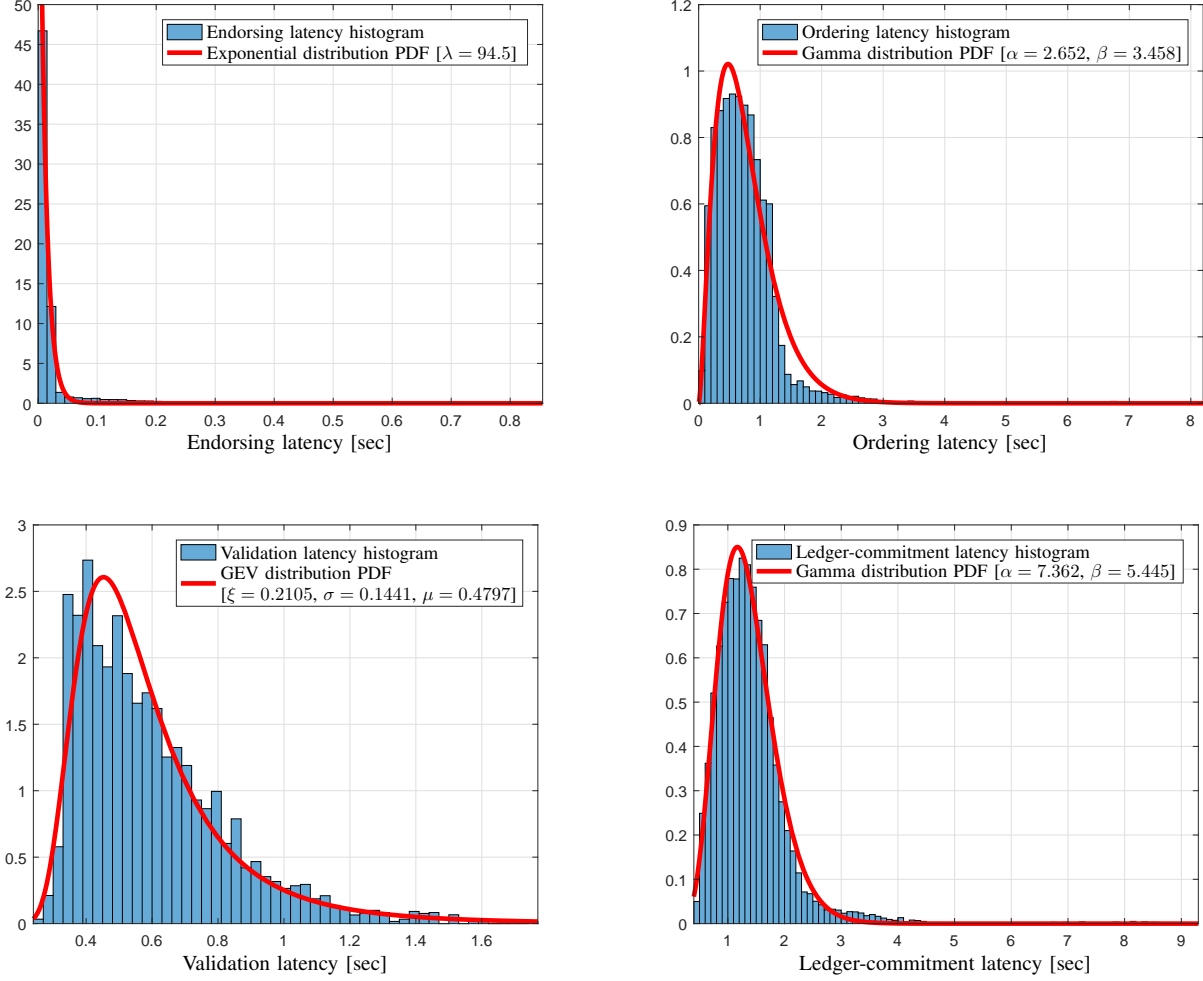 50
45
40
35
30
25
20
15
10
5
0
0 0.1 0.2 0.3 0.4 0.5 0.6 0.7 0.8
Endorsing latency [sec]
Endorsing latency histogram
Exponential distribution PDF [λ = 94.5]
1.2
1
0.8
0.6
0.4
0.2
0
0 1 2 3 4 5 6 7 8
Ordering latency [sec]
Ordering latency histogram
Gamma distribution PDF [α = 2.652, β = 3.458]
3
2.5
2
1.5
1
0.5
0
0.4 0.6 0.8 1 1.2 1.4 1.6
Validation latency [sec]
Validation latency histogram
GEV distribution PDF
[ξ = 0.2105, σ = 0.1441, μ = 0.4797]
0.9
0.8
0.7
0.6
0.5
0.4
0.3
0.2
0.1
0
1 2 3 4 5 6 7 8 9
Ledger-commitment latency [sec]
Ledger-commitment latency histogram
Gamma distribution PDF [α = 7.362, β = 5.445]